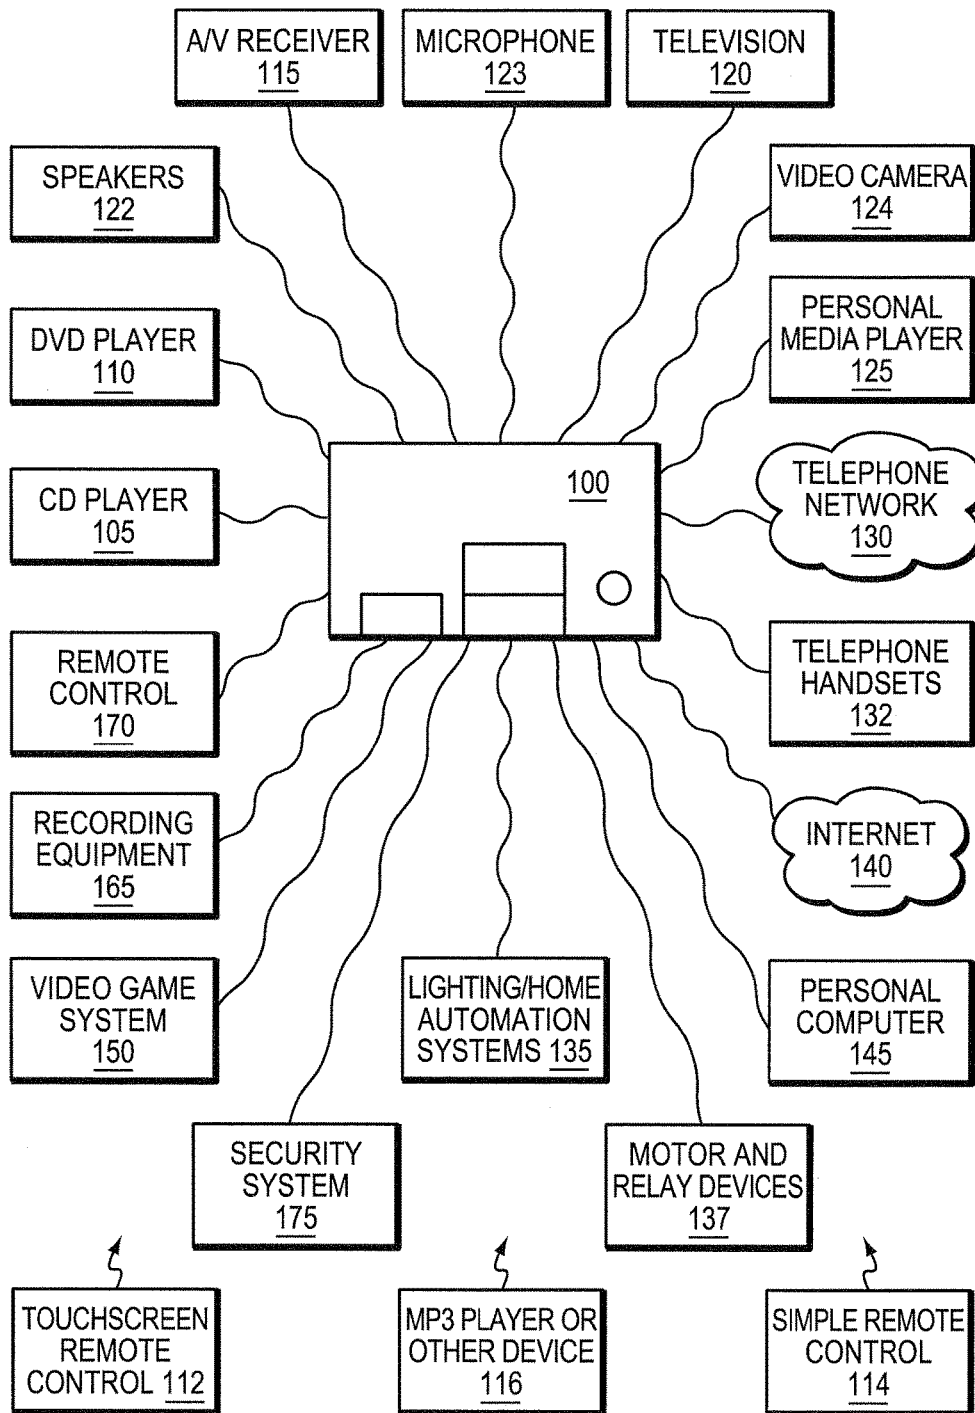 A/V RECEIVER
115
MICROPHONE
123
TELEVISION
120
SPEAKERS
122
VIDEO CAMERA
124
DVD PLAYER
110
PERSONAL
MEDIA PLAYER
125
CD PLAYER
105
100
TELEPHONE
NETWORK
130
REMOTE
CONTROL
170
TELEPHONE
HANDSETS
132
RECORDING
EQUIPMENT
165
INTERNET
140
VIDEO GAME
SYSTEM
150
LIGHTING/HOME
AUTOMATION
SYSTEMS 135
PERSONAL
COMPUTER
145
SECURITY
SYSTEM
175
MOTOR AND
RELAY DEVICES
137
TOUCHSCREEN
REMOTE
CONTROL 112
MP3 PLAYER OR
OTHER DEVICE
116
SIMPLE REMOTE
CONTROL
114